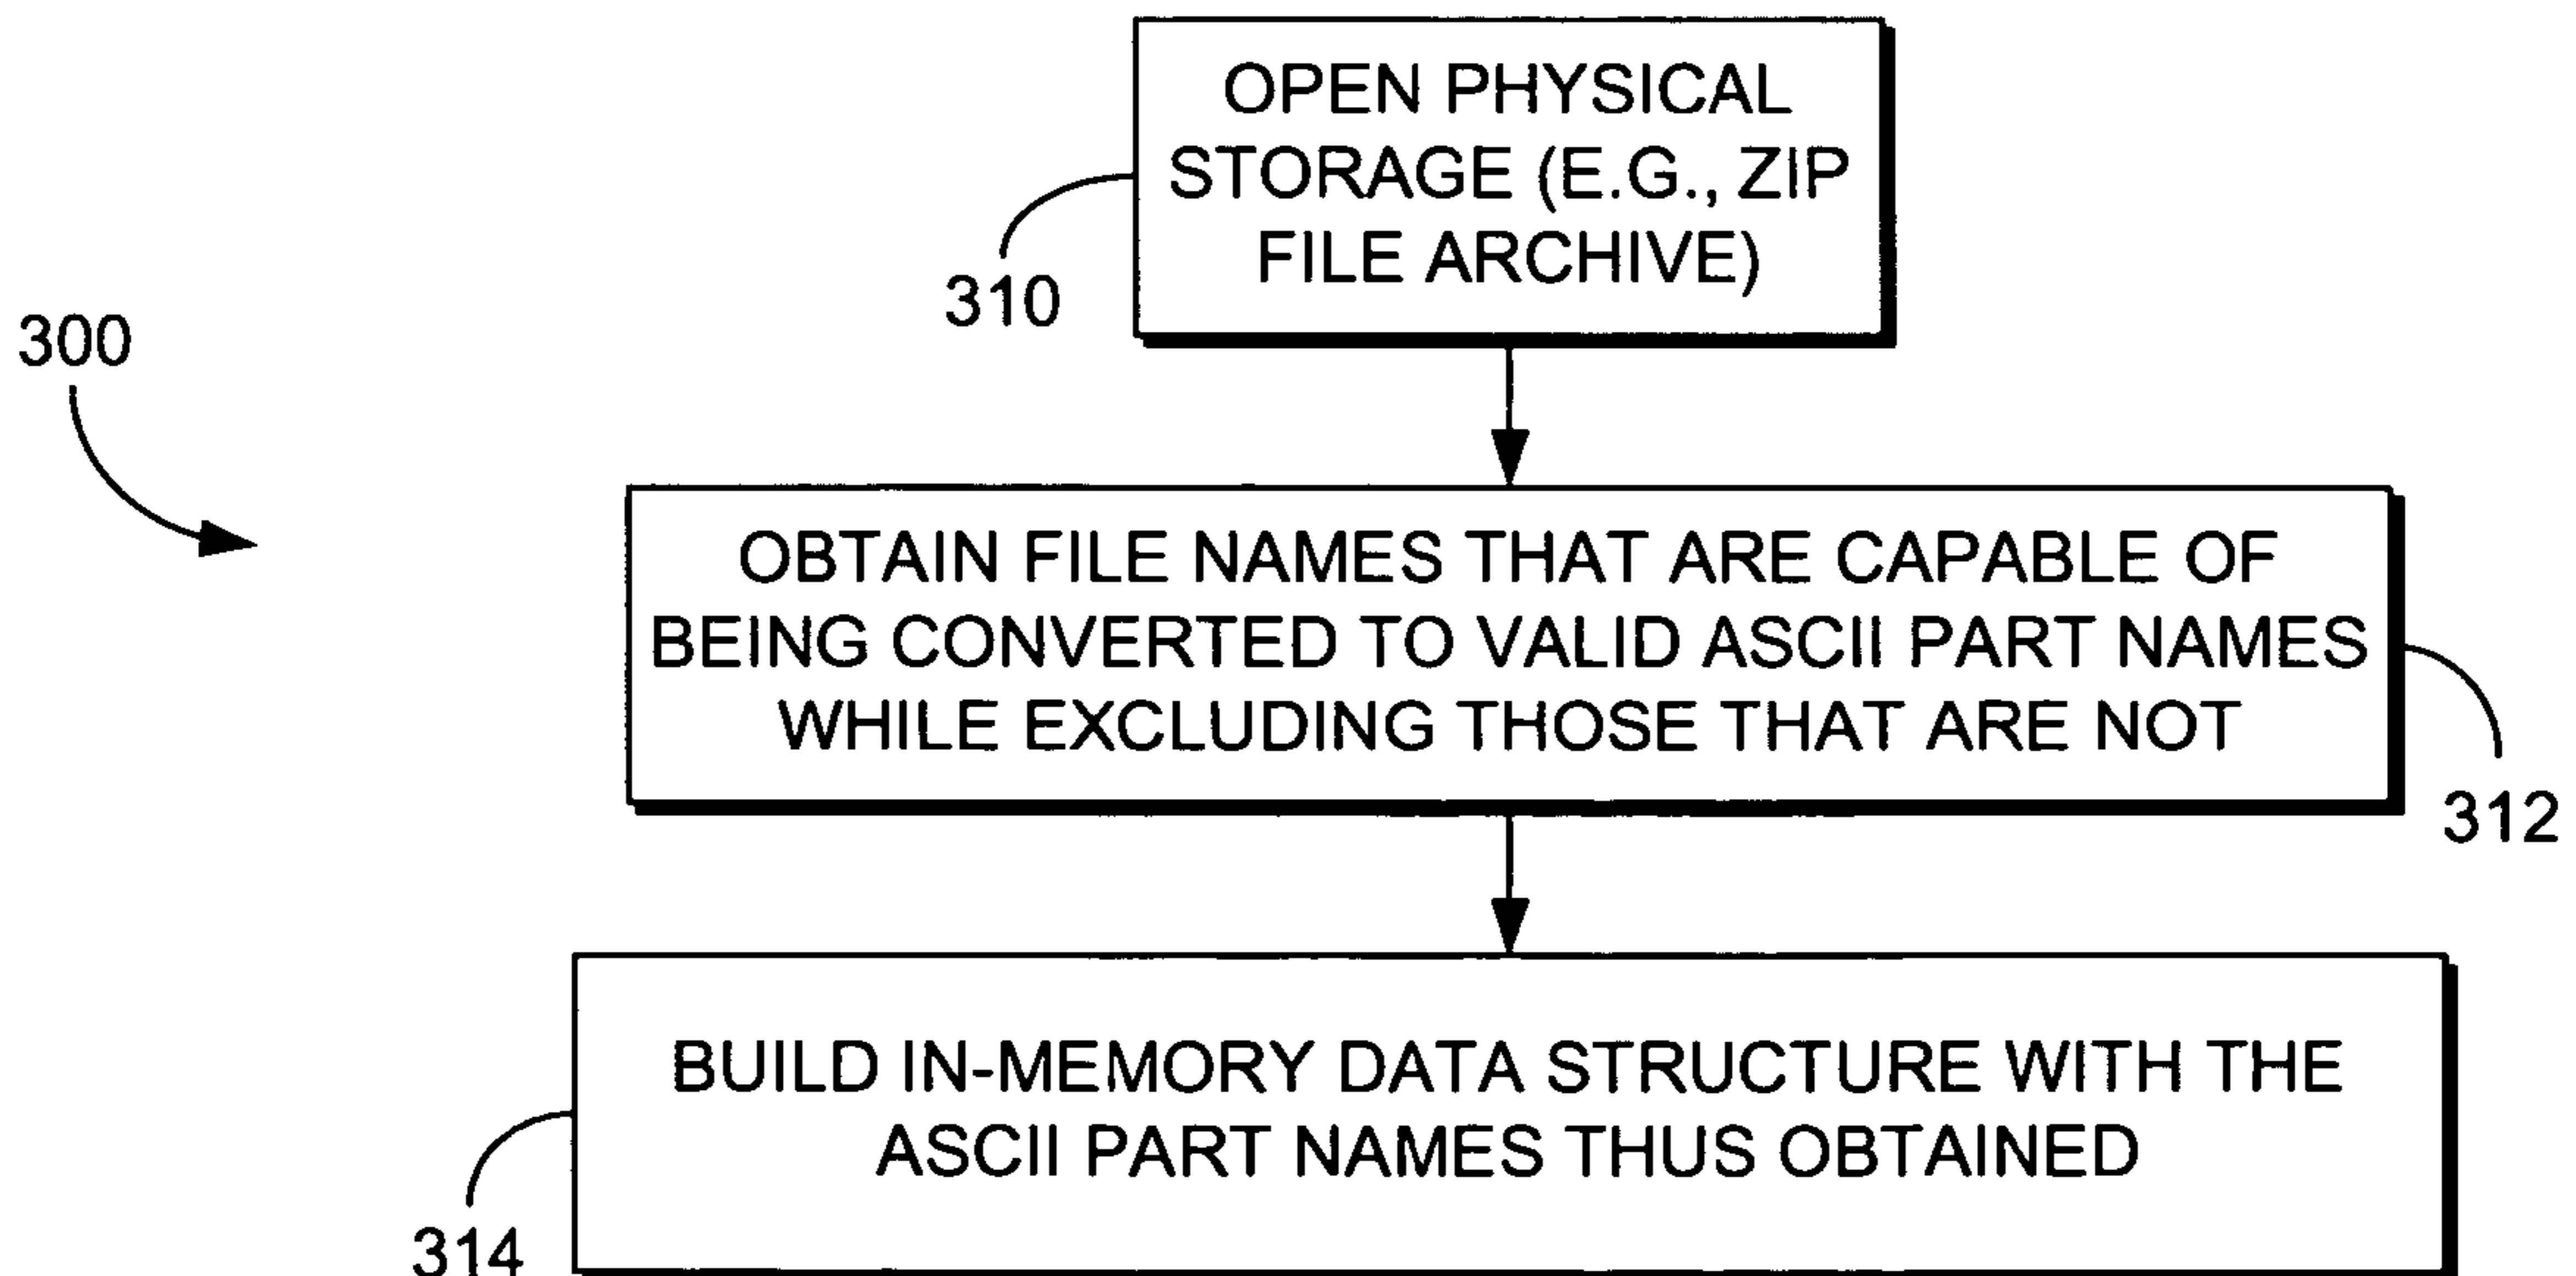 OPEN PHYSICAL
STORAGE (E.G., ZIP
FILE ARCHIVE)
310
300
OBTAIN FILE NAMES THAT ARE CAPABLE OF
BEING CONVERTED TO VALID ASCII PART NAMES
WHILE EXCLUDING THOSE THAT ARE NOT
312
BUILD IN-MEMORY DATA STRUCTURE WITH THE
ASCII PART NAMES THUS OBTAINED
314